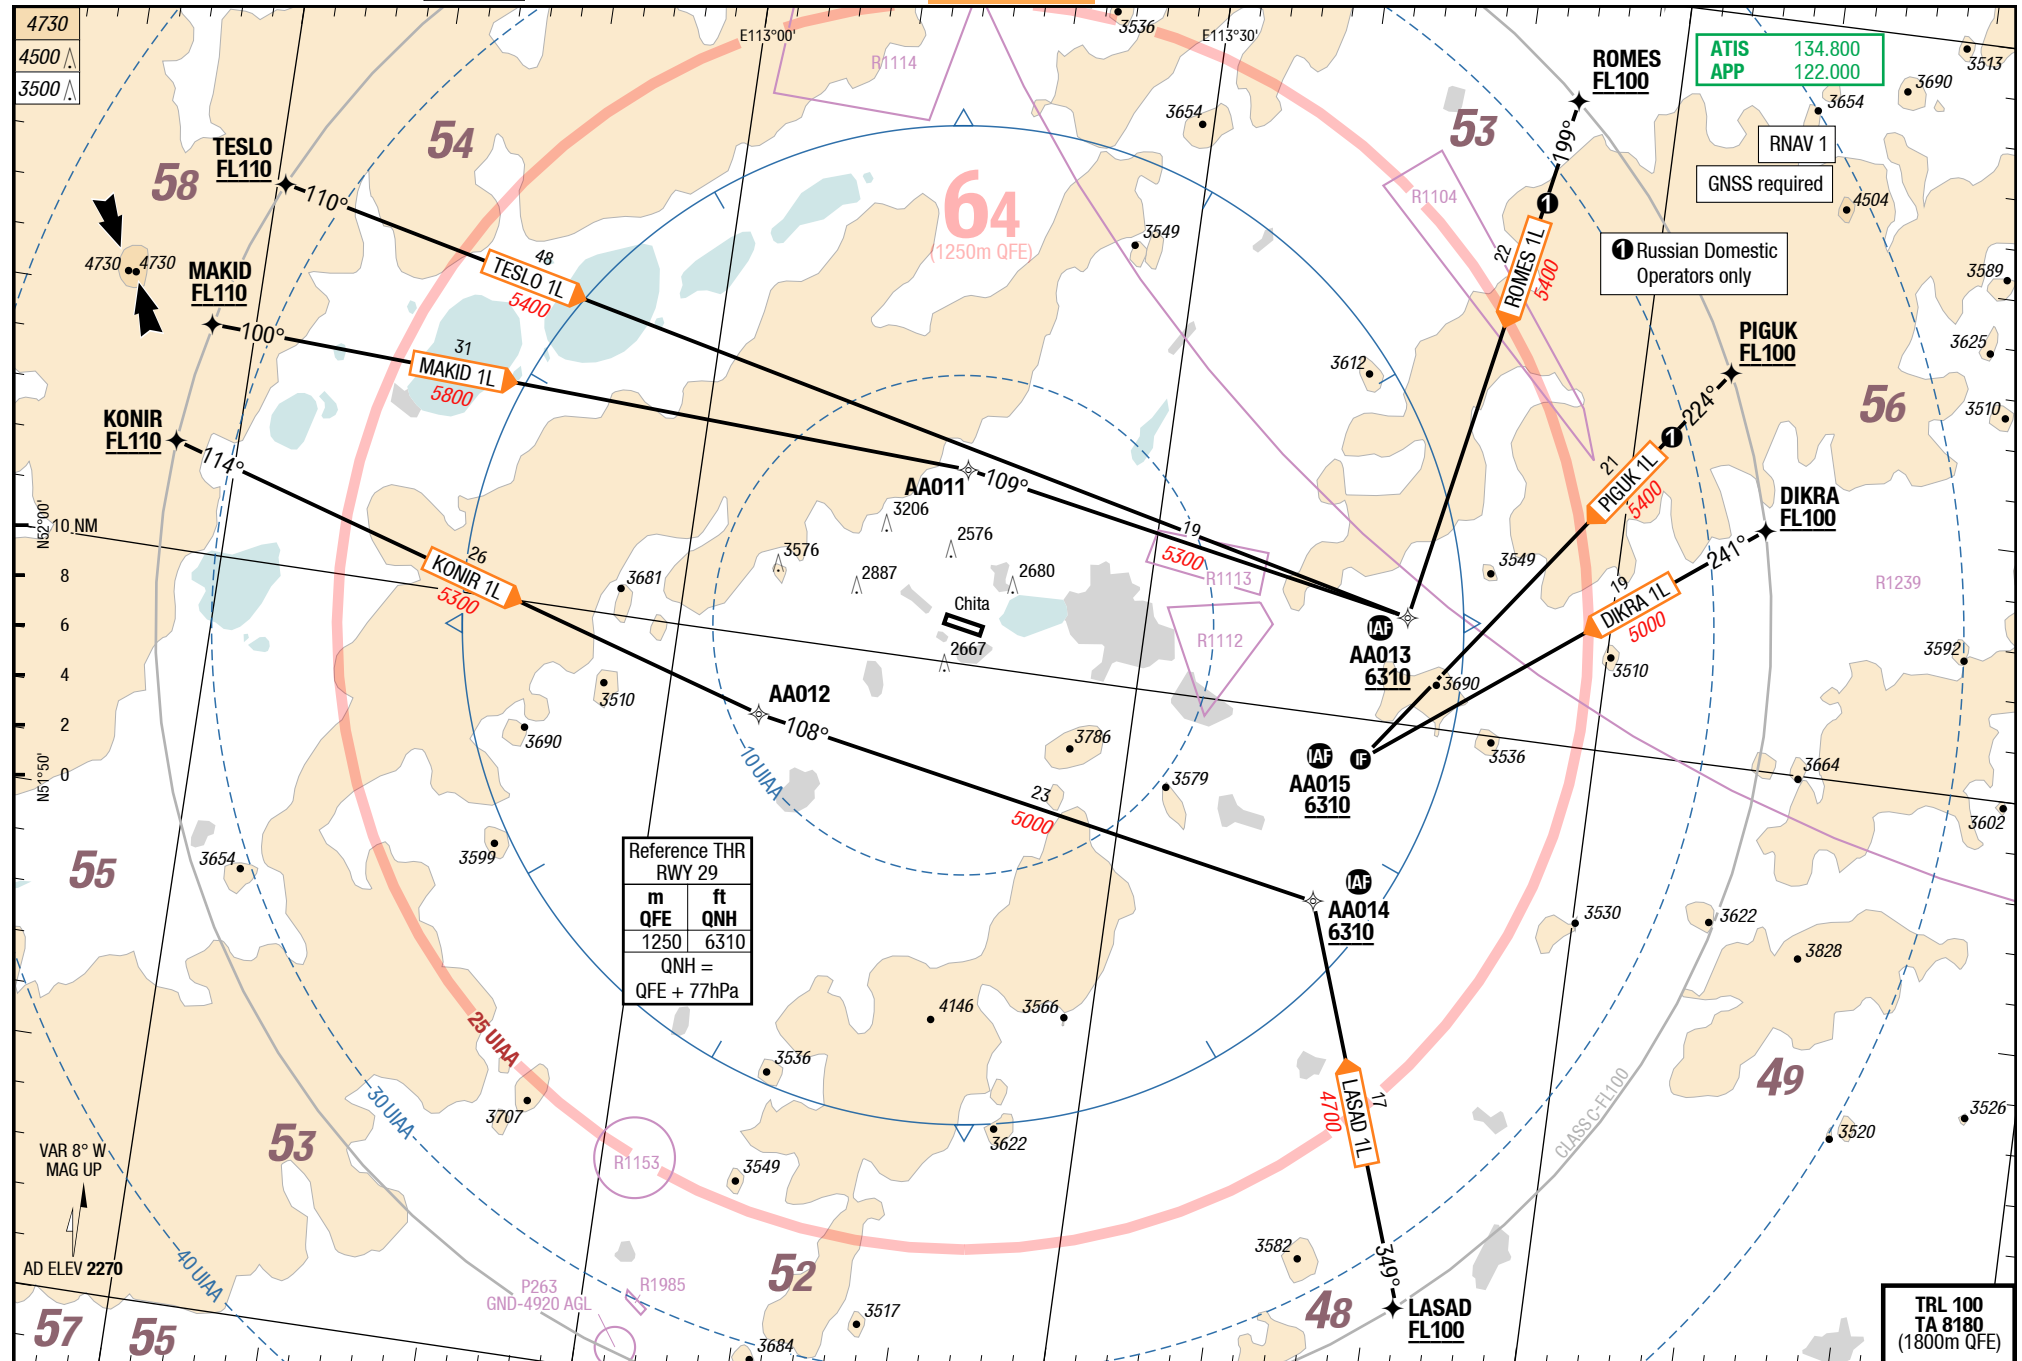 4730
4500
3500
E113°00'
E113°30'
3536
R1114
ROMES
FL100
ATIS 134.800
APP 122.000
3513
3690
3654
RNAV 1
GNSS required
4504
54
53
58
TESLO
FL110
110°
199°
3654
64
(1250m QFE)
R1104
3549
1
1 Russian Domestic
Operators only
3589
4730
4730
MAKID
FL110
100°
48
TESLO 1L
5400
22
ROMES 1L
5400
PIGUK
FL100
224°
3625
31
MAKID 1L
5800
3612
56
3510
KONIR
FL110
114°
1
21
PIGUK 1L
5400
AA011
109°
DIKRA
FL100
241°
3206
2576
19
5300
N52°00'
10 NM
8
6
4
2
0
N51°50'
26
KONIR 1L
5300
3681
3576
2887
2680
R1113
3549
19
DIKRA 1L
5000
R1239
Chita
2667
R1112
IAF
AA013
6310
3510
3592
3690
3510
AA012
108°
3690
3786
10 UIAA
IAF
IF
AA015
6310
3536
3664
3579
3602
23
5000
3599
3654
55
Reference THR
RWY 29
m ft
QFE QNH
1250 6310
QNH =
QFE + 77hPa
IAF
AA014
6310
3530
3622
3828
4146
3566
25 UIAA
3536
49
30 UIAA
3707
17
LASAD 1L
4700
CLASS C-FL100
3526
3520
3622
53
VAR 8° W
MAG UP
R1153
3549
349°
3582
AD ELEV 2270
40 UIAA
52
P263
GND-4920 AGL
R1985
3517
48
LASAD
FL100
TRL 100
TA 8180
(1800m QFE)
57
55
3684